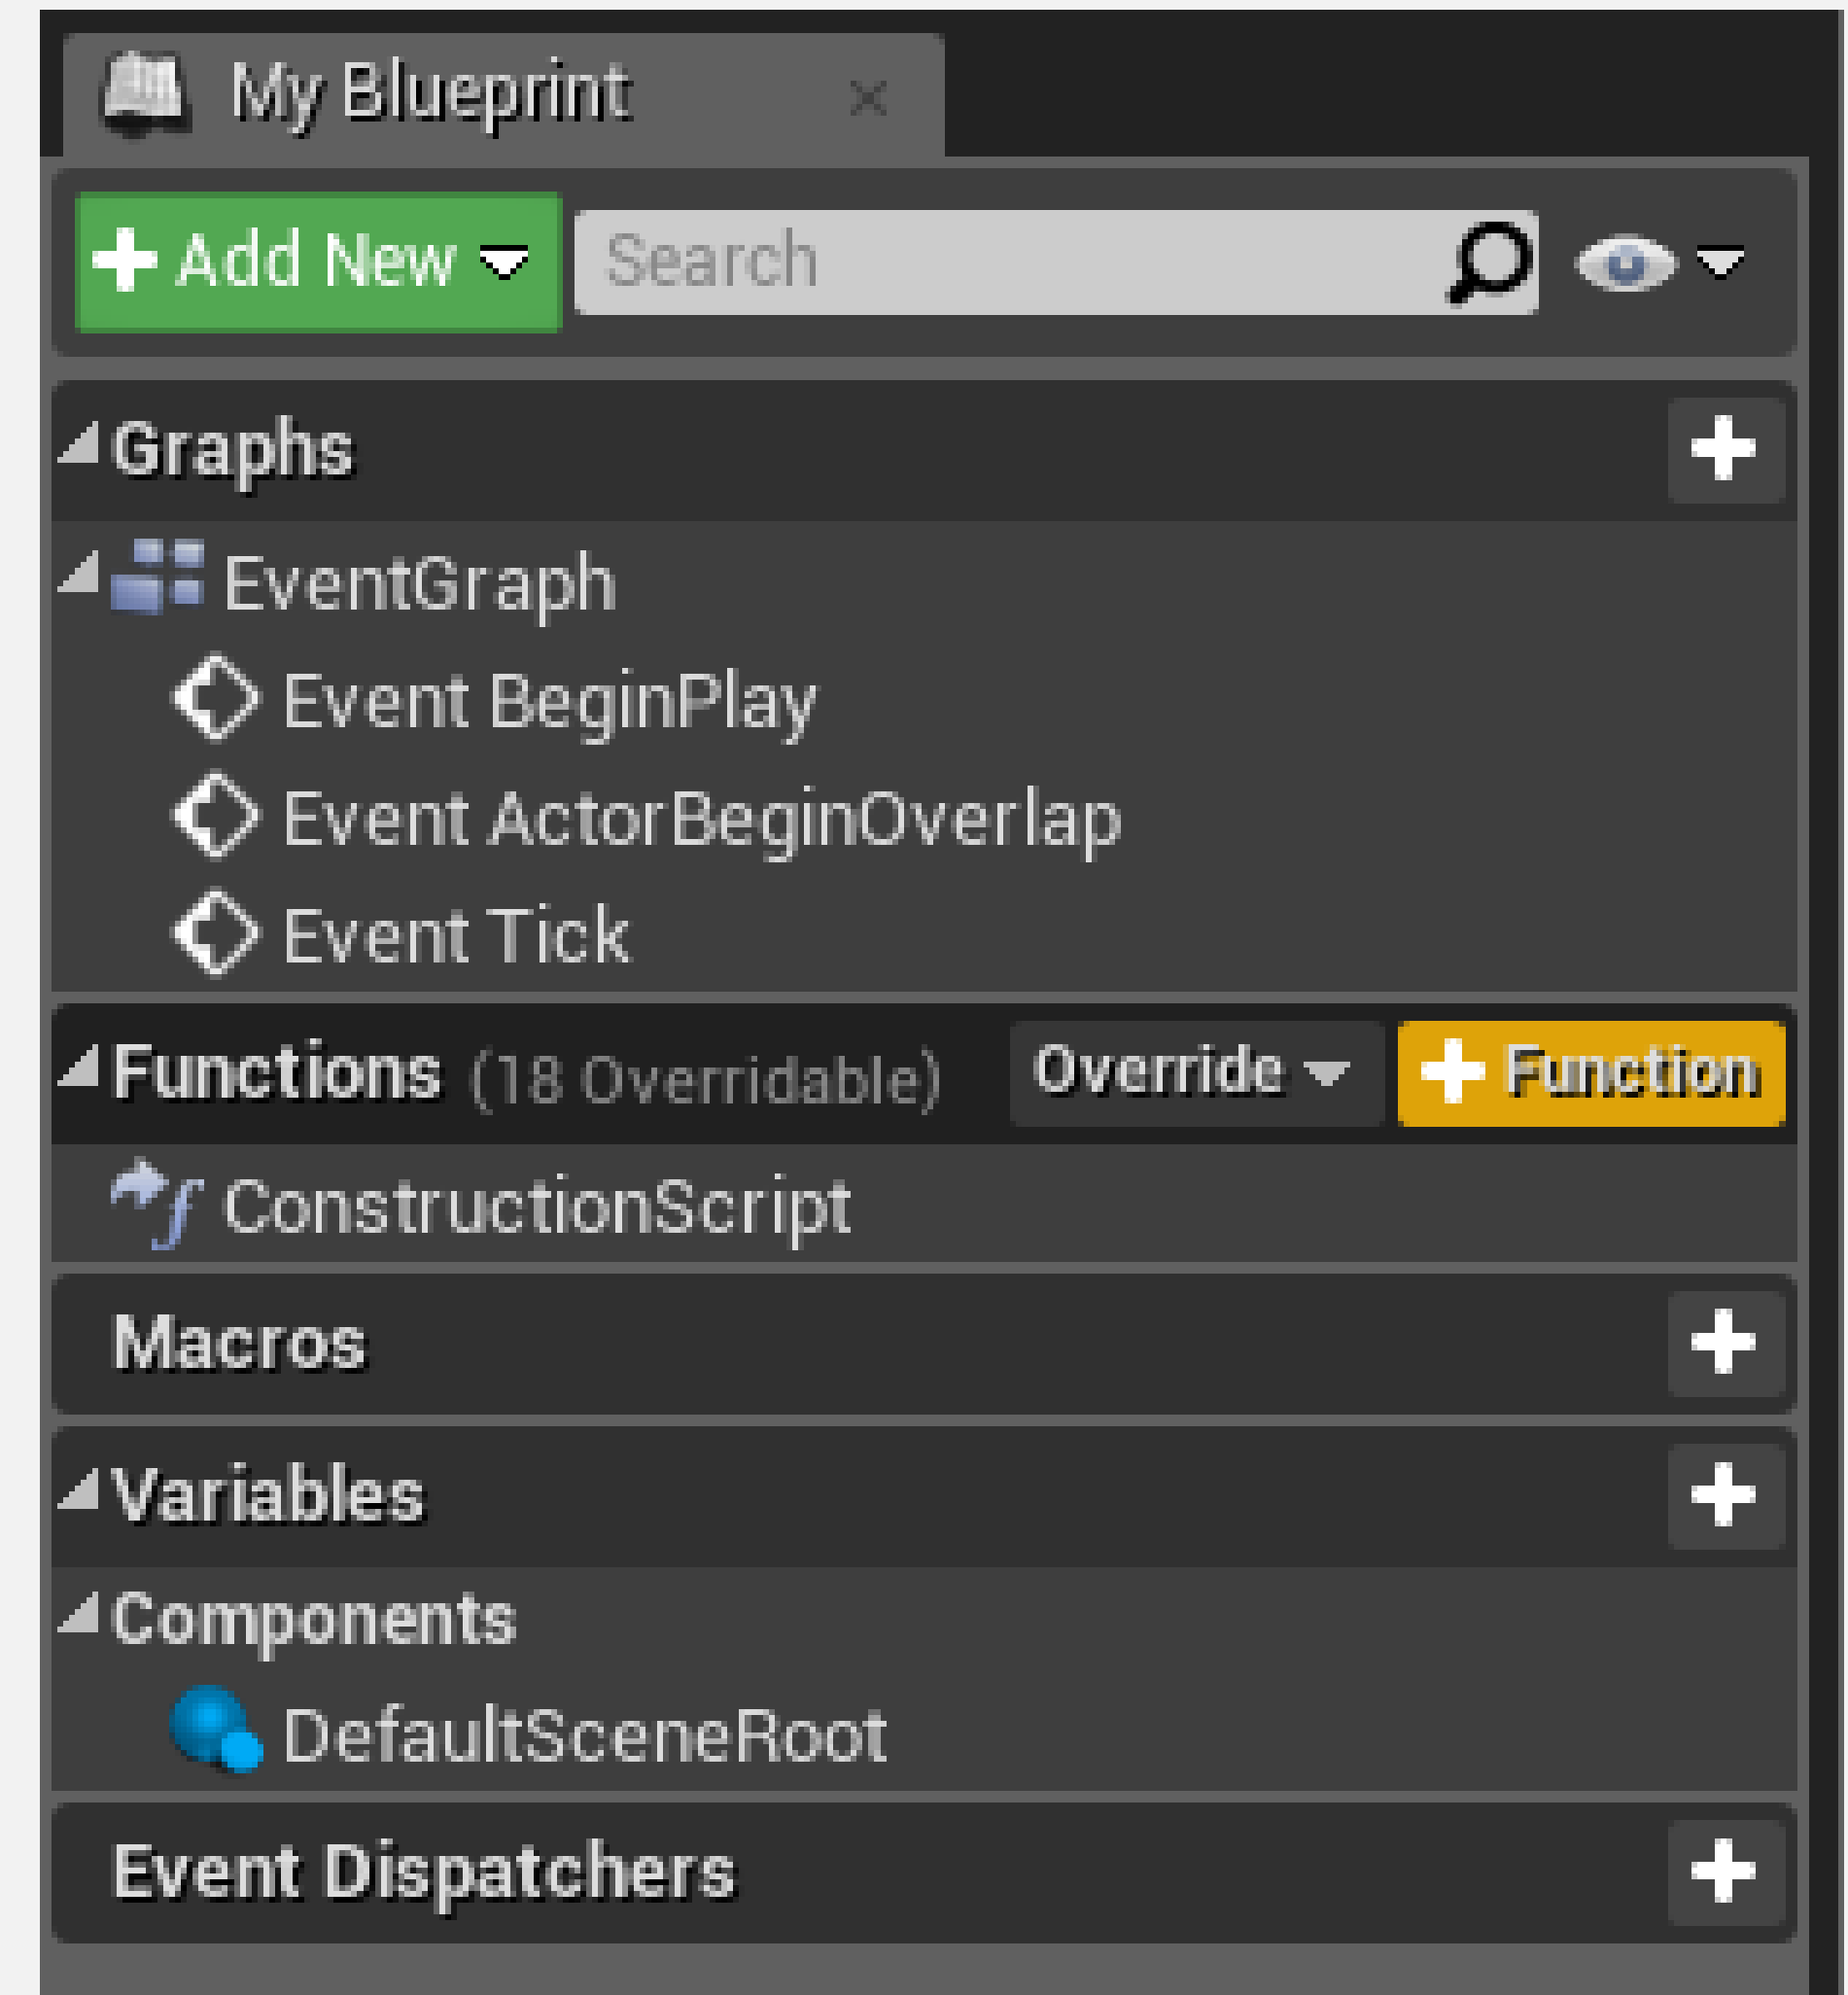 My Blueprint
Add New
Search
Graphs
EventGraph
Event BeginPlay
Event ActorBeginOverlap
Event Tick
Functions (18 Overridable) Override Function
ConstructionScript
Macros
Variables
Components
DefaultSceneRoot
Event Dispatchers